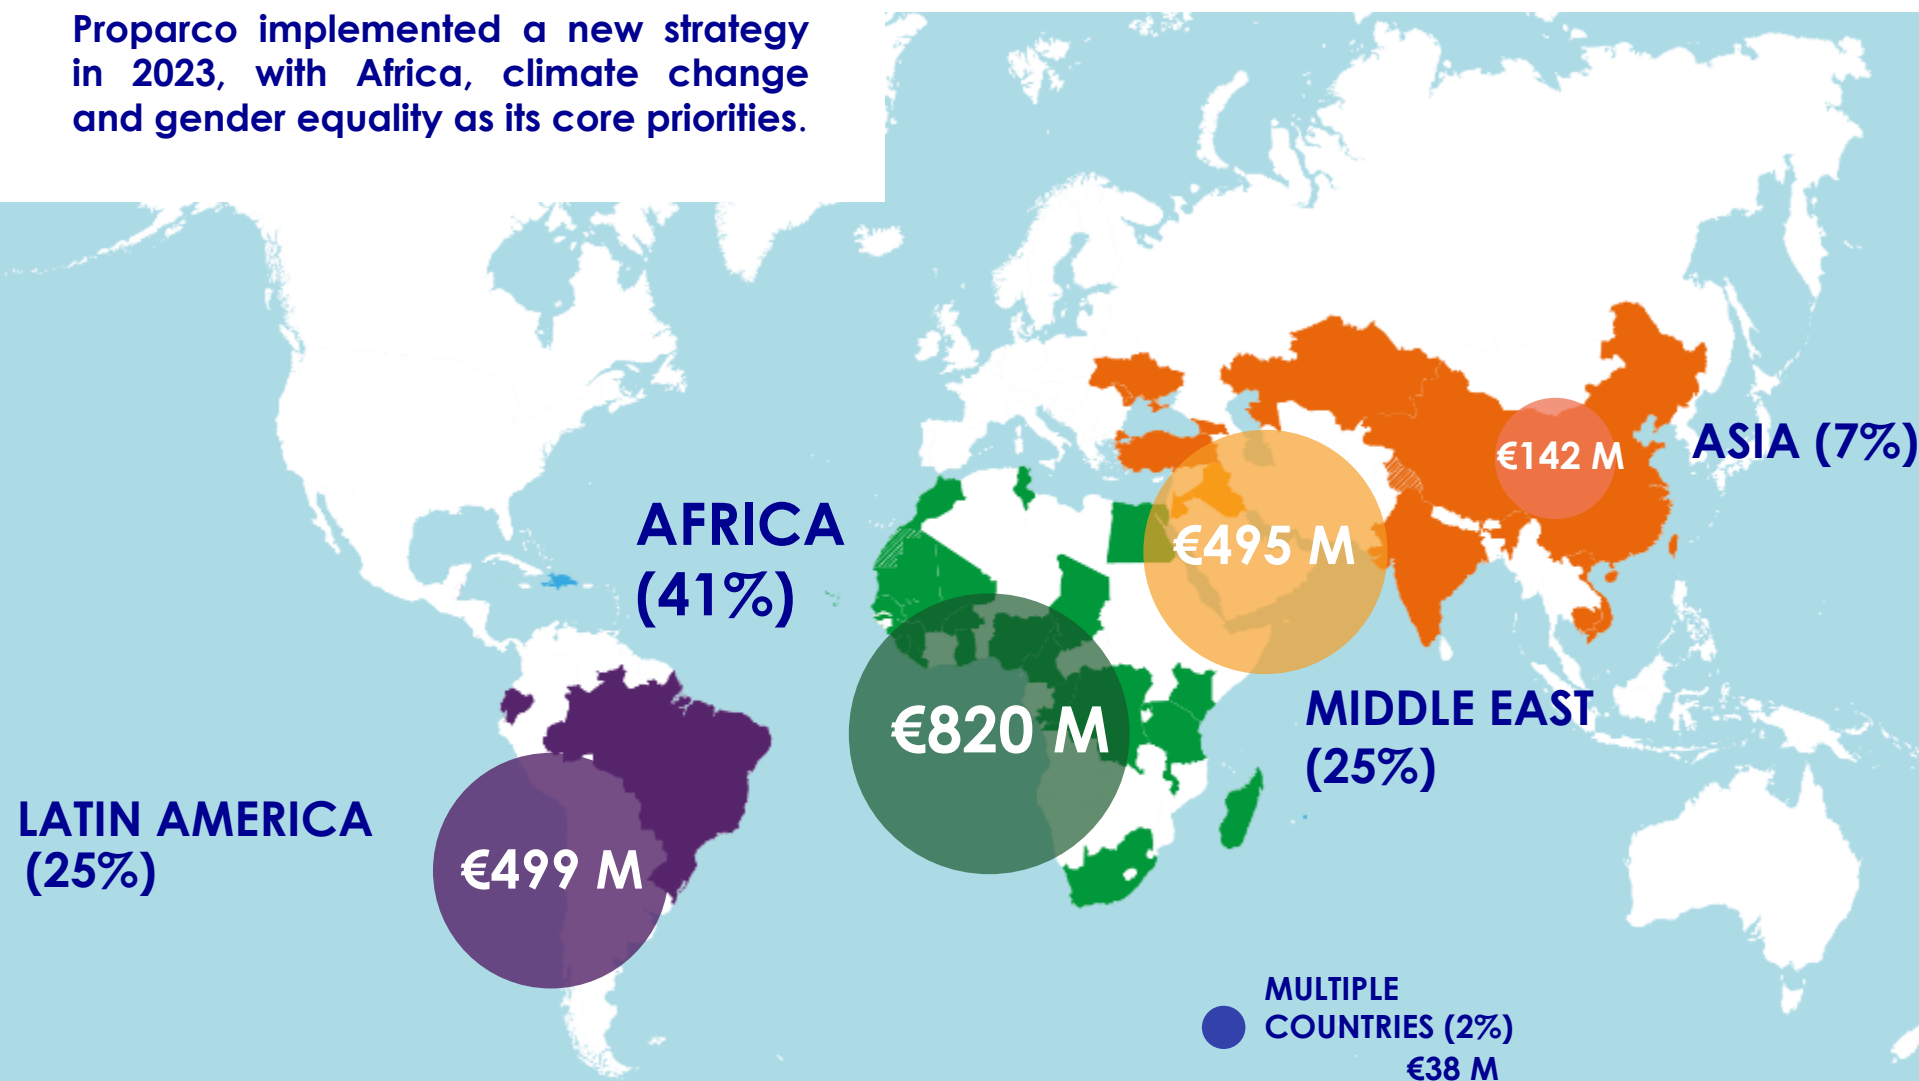 Proparco implemented a new strategy
in 2023, with Africa, climate change
and gender equality as its core priorities.
ASIA (7%)
€142 M
AFRICA
(41%)
€495 M
€820 M
MIDDLE EAST
(25%)
LATIN AMERICA
(25%)
€499 M
MULTIPLE
COUNTRIES (2%)
€38 M